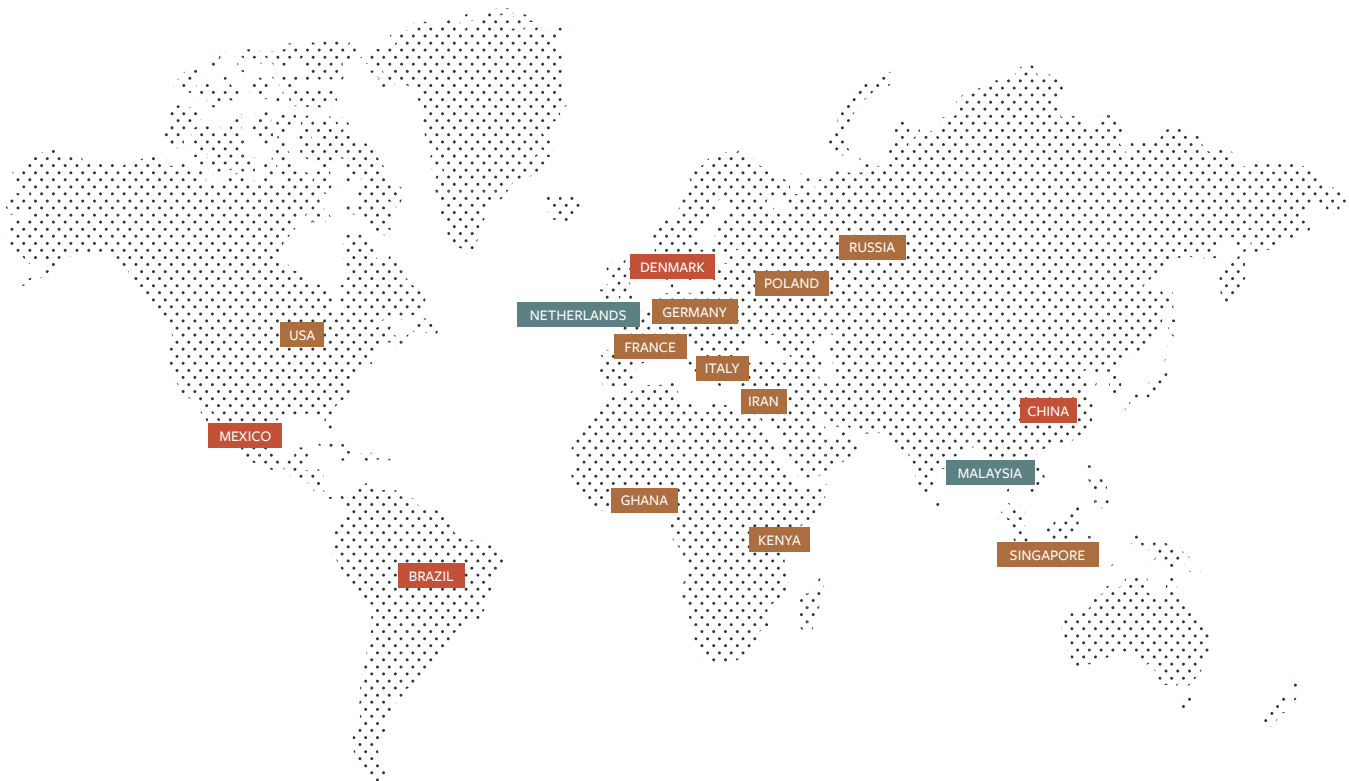 RUSSIA
DENMARK
POLAND
NETHERLANDS
GERMANY
USA
FRANCE
ITALY
IRAN
CHINA
MEXICO
MALAYSIA
GHANA
KENYA
SINGAPORE
BRAZIL